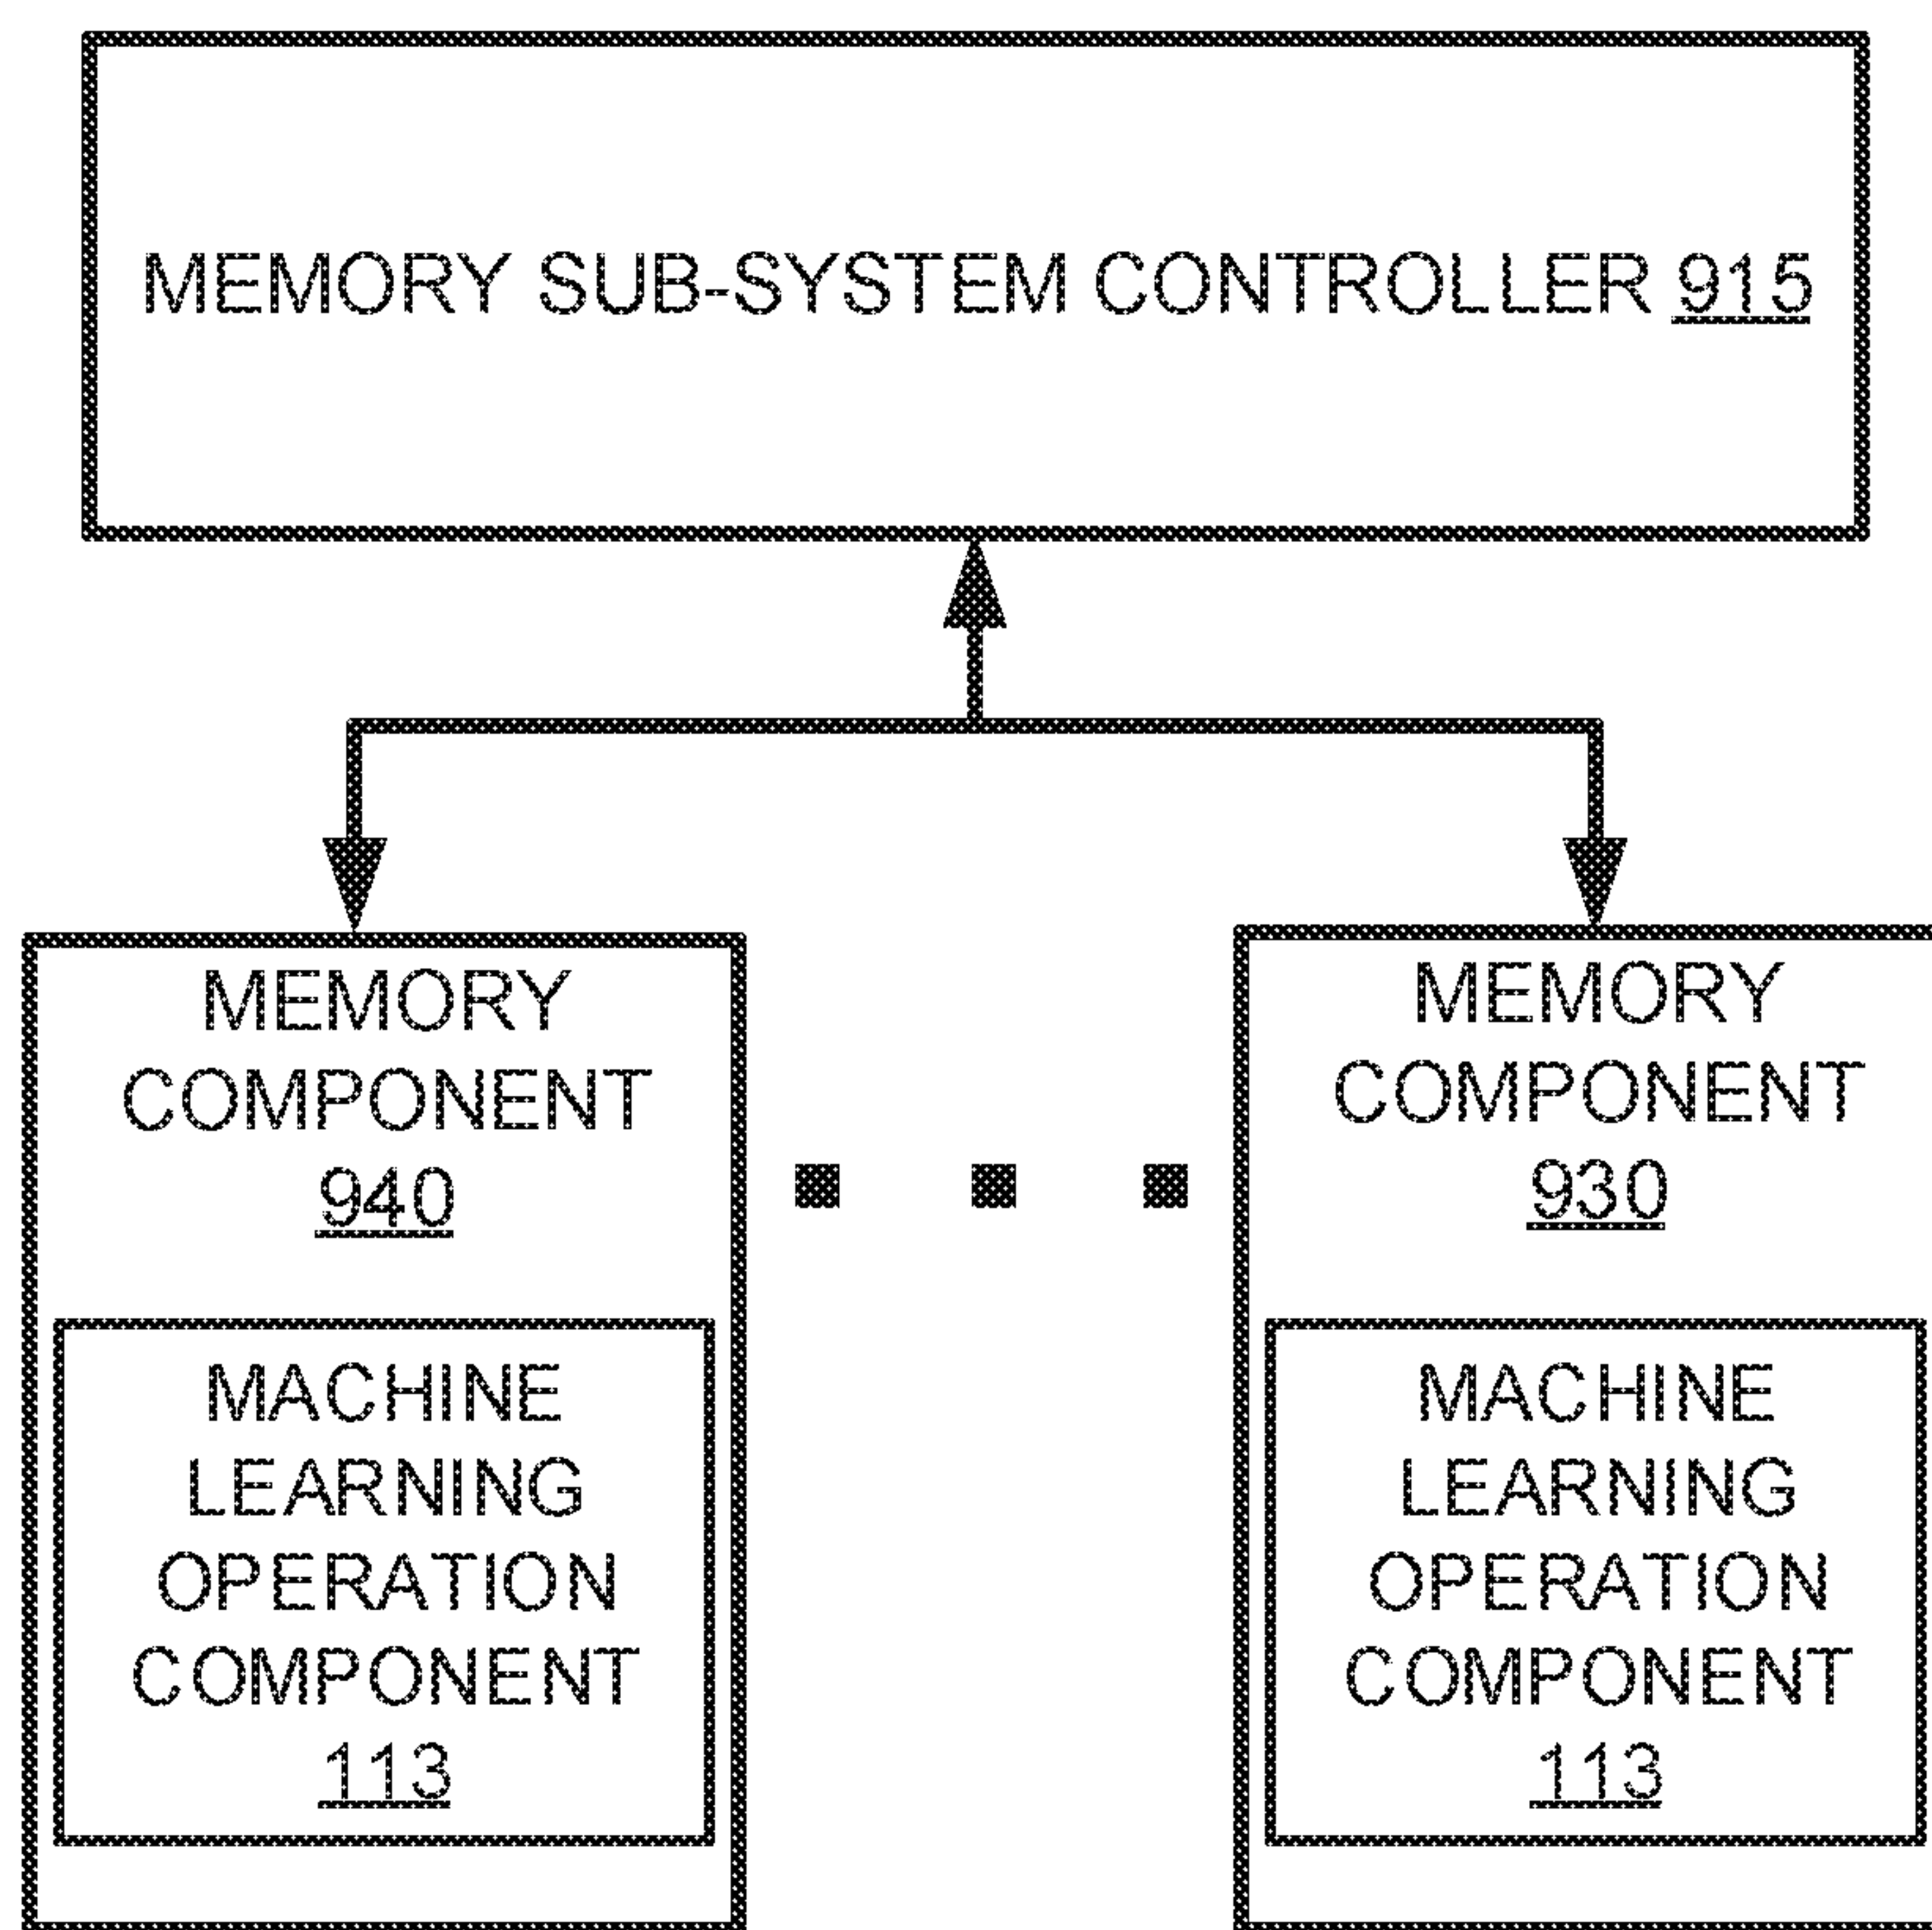 MEMORY SUB-SYSTEM CONTROLLER 915
MEMORY
COMPONENT
940
MACHINE
LEARNING
OPERATION
COMPONENT
113
MEMORY
COMPONENT
930
MACHINE
LEARNING
OPERATION
COMPONENT
113